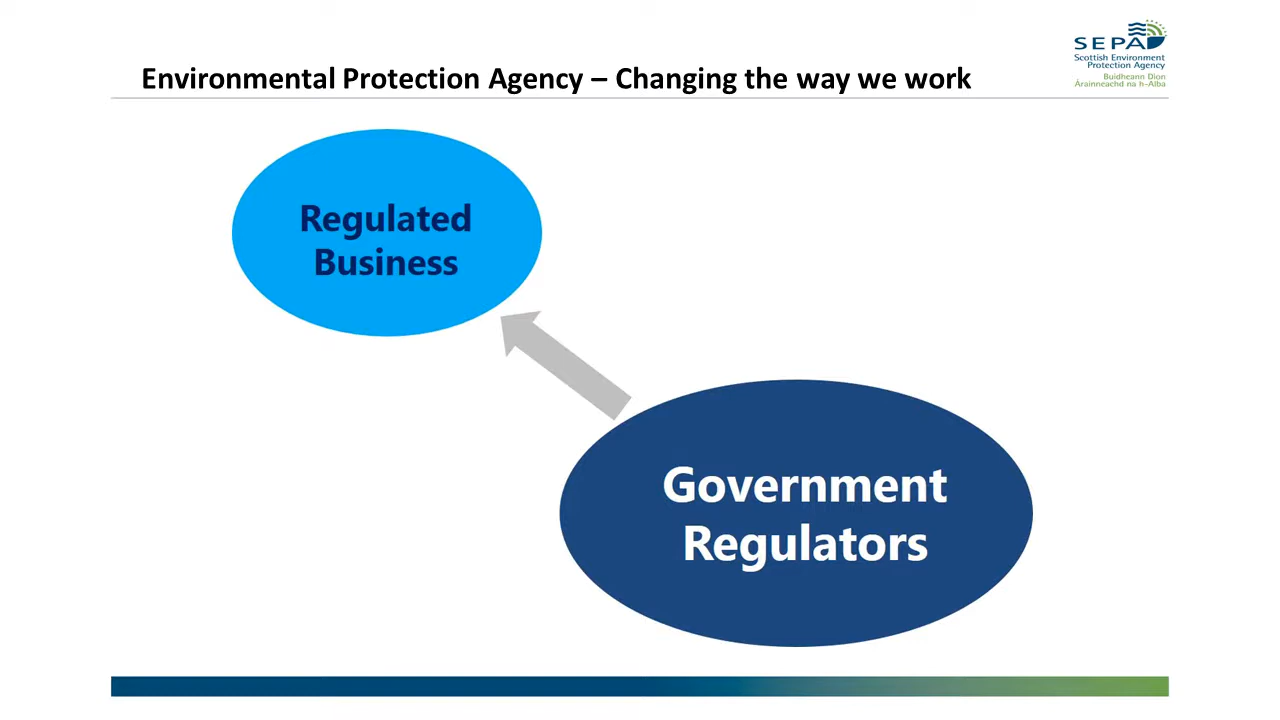 Environmental Protection Agency – Changing the way we work
SEPA
Scottish Environment
Protection Agency
Buidheann Dìon
Àrainneachd na h-Alba
Regulated
Business
Government
Regulators